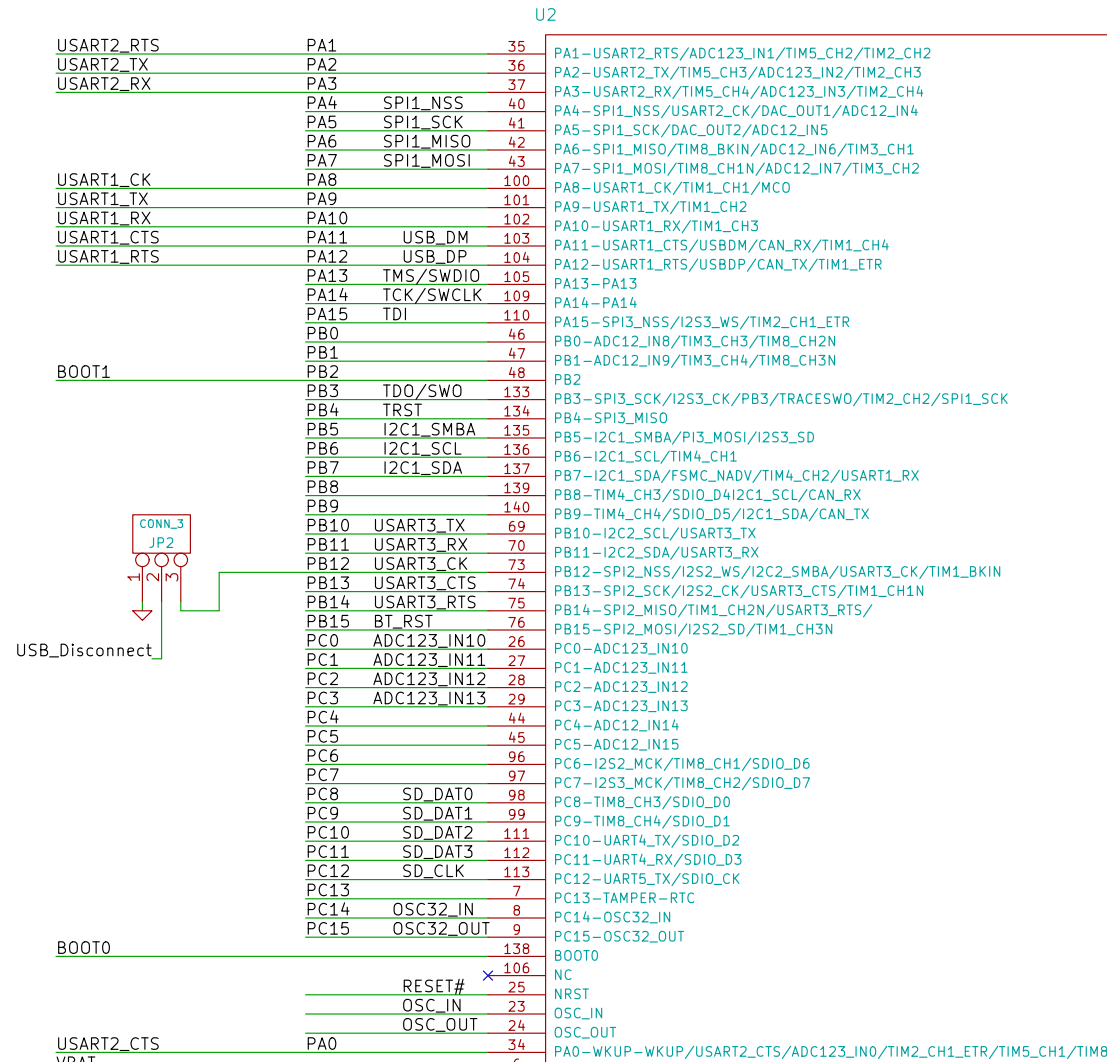 U2
USART2_RTS PA1 35 PA1-USART2_RTS/ADC123_IN1/TIM5_CH2/TIM2_CH2
USART2_TX PA2 36 PA2-USART2_TX/TIM5_CH3/ADC123_IN2/TIM2_CH3
USART2_RX PA3 37 PA3-USART2_RX/TIM5_CH4/ADC123_IN3/TIM2_CH4
PA4 SPI1_NSS 40 PA4-SPI1_NSS/USART2_CK/DAC_OUT1/ADC12_IN4
PA5 SPI1_SCK 41 PA5-SPI1_SCK/DAC_OUT2/ADC12_IN5
PA6 SPI1_MISO 42 PA6-SPI1_MISO/TIM8_BKIN/ADC12_IN6/TIM3_CH1
PA7 SPI1_MOSI 43 PA7-SPI1_MOSI/TIM8_CH1N/ADC12_IN7/TIM3_CH2
USART1_CK PA8 100 PA8-USART1_CK/TIM1_CH1/MCO
USART1_TX PA9 101 PA9-USART1_TX/TIM1_CH2
USART1_RX PA10 102 PA10-USART1_RX/TIM1_CH3
USART1_CTS PA11 USB_DM 103 PA11-USART1_CTS/USBDM/CAN_RX/TIM1_CH4
USART1_RTS PA12 USB_DP 104 PA12-USART1_RTS/USBDP/CAN_TX/TIM1_ETR
PA13 TMS/SWDIO 105 PA13-PA13
PA14 TCK/SWCLK 109 PA14-PA14
PA15 TDI 110 PA15-SPI3_NSS/I2S3_WS/TIM2_CH1_ETR
PB0 46 PB0-ADC12_IN8/TIM3_CH3/TIM8_CH2N
PB1 47 PB1-ADC12_IN9/TIM3_CH4/TIM8_CH3N
BOOT1 PB2 48 PB2
PB3 TDO/SWO 133 PB3-SPI3_SCK/I2S3_CK/PB3/TRACESWO/TIM2_CH2/SPI1_SCK
PB4 TRST 134 PB4-SPI3_MISO
PB5 I2C1_SMBA 135 PB5-I2C1_SMBA/PI3_MOSI/I2S3_SD
PB6 I2C1_SCL 136 PB6-I2C1_SCL/TIM4_CH1
PB7 I2C1_SDA 137 PB7-I2C1_SDA/FSMC_NADV/TIM4_CH2/USART1_RX
PB8 139 PB8-TIM4_CH3/SDIO_D4I2C1_SCL/CAN_RX
PB9 140 PB9-TIM4_CH4/SDIO_D5/I2C1_SDA/CAN_TX
CONN_3 PB10 USART3_TX 69 PB10-I2C2_SCL/USART3_TX
JP2 PB11 USART3_RX 70 PB11-I2C2_SDA/USART3_RX
1 2 3 PB12 USART3_CK 73 PB12-SPI2_NSS/I2S2_WS/I2C2_SMBA/USART3_CK/TIM1_BKIN
PB13 USART3_CTS 74 PB13-SPI2_SCK/I2S2_CK/USART3_CTS/TIM1_CH1N
PB14 USART3_RTS 75 PB14-SPI2_MISO/TIM1_CH2N/USART3_RTS/
PB15 BT_RST 76 PB15-SPI2_MOSI/I2S2_SD/TIM1_CH3N
PC0 ADC123_IN10 26 PC0-ADC123_IN10
USB_Disconnect PC1 ADC123_IN11 27 PC1-ADC123_IN11
PC2 ADC123_IN12 28 PC2-ADC123_IN12
PC3 ADC123_IN13 29 PC3-ADC123_IN13
PC4 44 PC4-ADC12_IN14
PC5 45 PC5-ADC12_IN15
PC6 96 PC6-I2S2_MCK/TIM8_CH1/SDIO_D6
PC7 97 PC7-I2S3_MCK/TIM8_CH2/SDIO_D7
PC8 SD_DAT0 98 PC8-TIM8_CH3/SDIO_D0
PC9 SD_DAT1 99 PC9-TIM8_CH4/SDIO_D1
PC10 SD_DAT2 111 PC10-UART4_TX/SDIO_D2
PC11 SD_DAT3 112 PC11-UART4_RX/SDIO_D3
PC12 SD_CLK 113 PC12-UART5_TX/SDIO_CK
PC13 7 PC13-TAMPER-RTC
PC14 OSC32_IN 8 PC14-OSC32_IN
PC15 OSC32_OUT 9 PC15-OSC32_OUT
BOOT0 138 BOOT0
106 NC
RESET# 25 NRST
OSC_IN 23 OSC_IN
OSC_OUT 24 OSC_OUT
USART2_CTS PA0 34 PA0-WKUP-WKUP/USART2_CTS/ADC123_IN0/TIM2_CH1_ETR/TIM5_CH1/TIM8